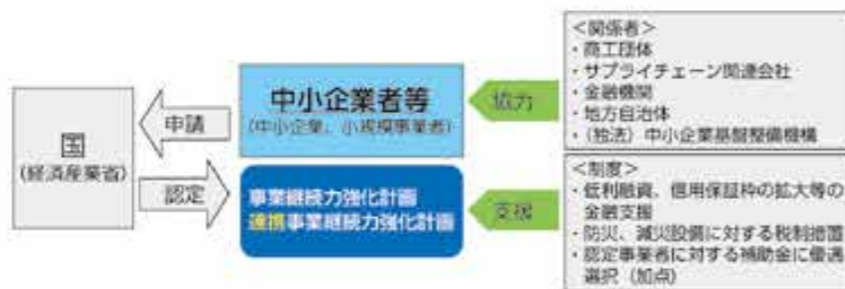 国
(経済産業省)
申請
認定
中小企業者等
(中小企業、小規模事業者)
事業継続力強化計画
連携事業継続力強化計画
協力
支援
<関係者>
・商工団体
・サプライチェーン関連会社
・金融機関
・地方自治体
・(独法) 中小企業基盤整備機構
<制度>
・低利融資、信用保証枠の拡大等の
金融支援
・防災、減災設備に対する税制措置
・認定事業者に対する補助金に優遇
選択 (加点)